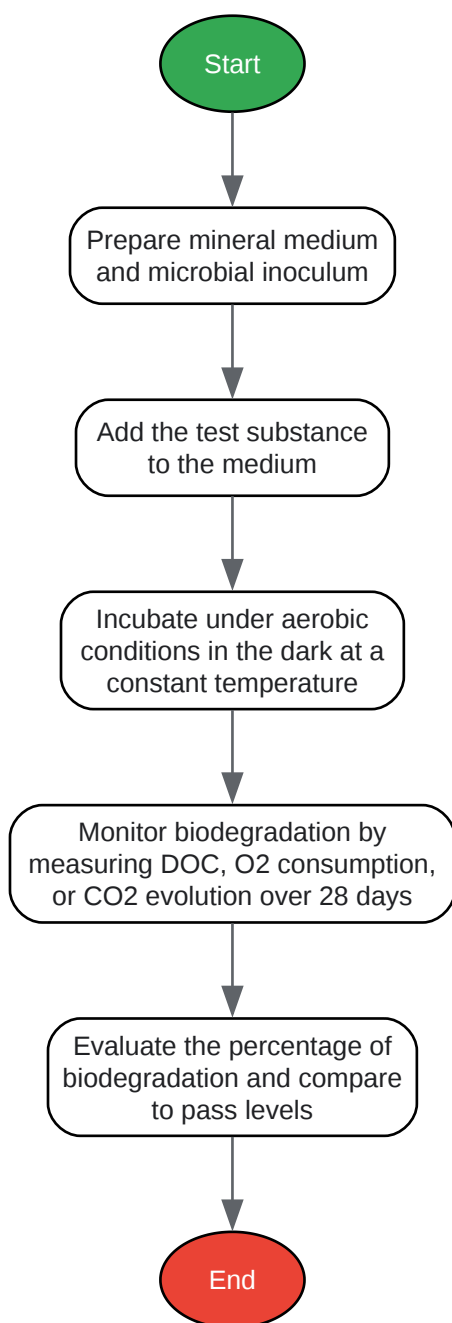 Start
Prepare mineral medium
and microbial inoculum
Add the test substance
to the medium
Incubate under aerobic
conditions in the dark at a
constant temperature
Monitor biodegradation by
measuring DOC, O2 consumption,
or CO2 evolution over 28 days
Evaluate the percentage of
biodegradation and compare
to pass levels
End